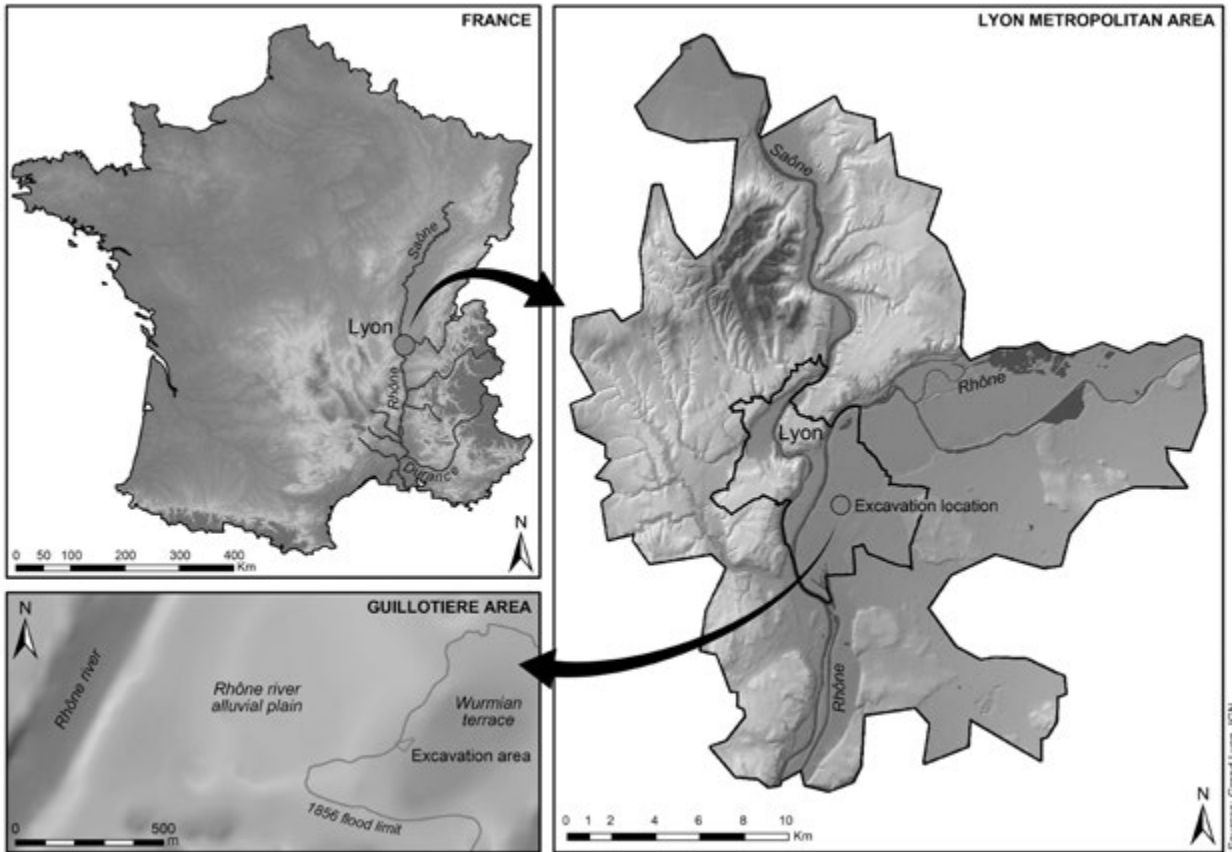 FRANCE
Saône
Lyon
Rhône
Durance
N
0 50 100 200 300 400
Km
LYON METROPOLITAN AREA
Saône
Rhône
Lyon
Excavation location
Rhône
N
0 1 2 4 6 8 10
Km
GUILLOTIERE AREA
N
Rhône river
Rhône river
alluvial plain
Wurmian
terrace
Excavation area
1856 flood limit
0 500
m